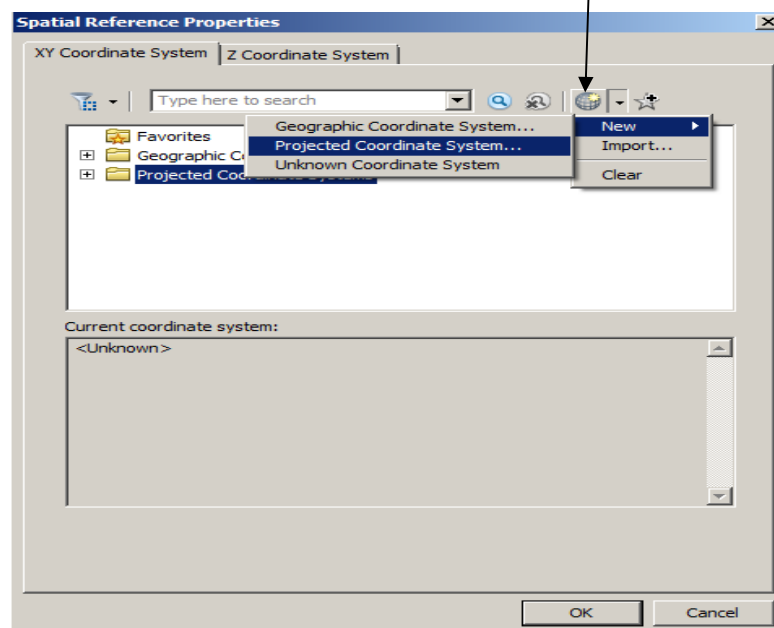 Spatial Reference Properties
XY Coordinate System
Z Coordinate System
Type here to search
Favorites
Geographic C
Projected Co
Geographic Coordinate System...
Projected Coordinate System...
Unknown Coordinate System
New
Import...
Clear
Current coordinate system:
<Unknown>
OK
Cancel